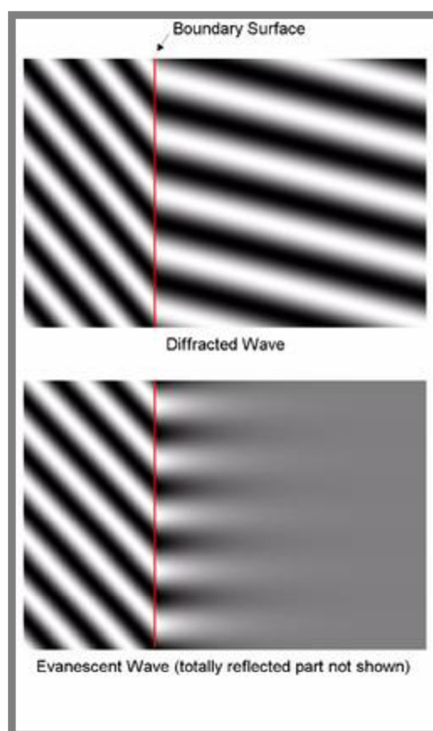 Boundary Surface
Diffracted Wave
Evanescent Wave (totally reflected part not shown)